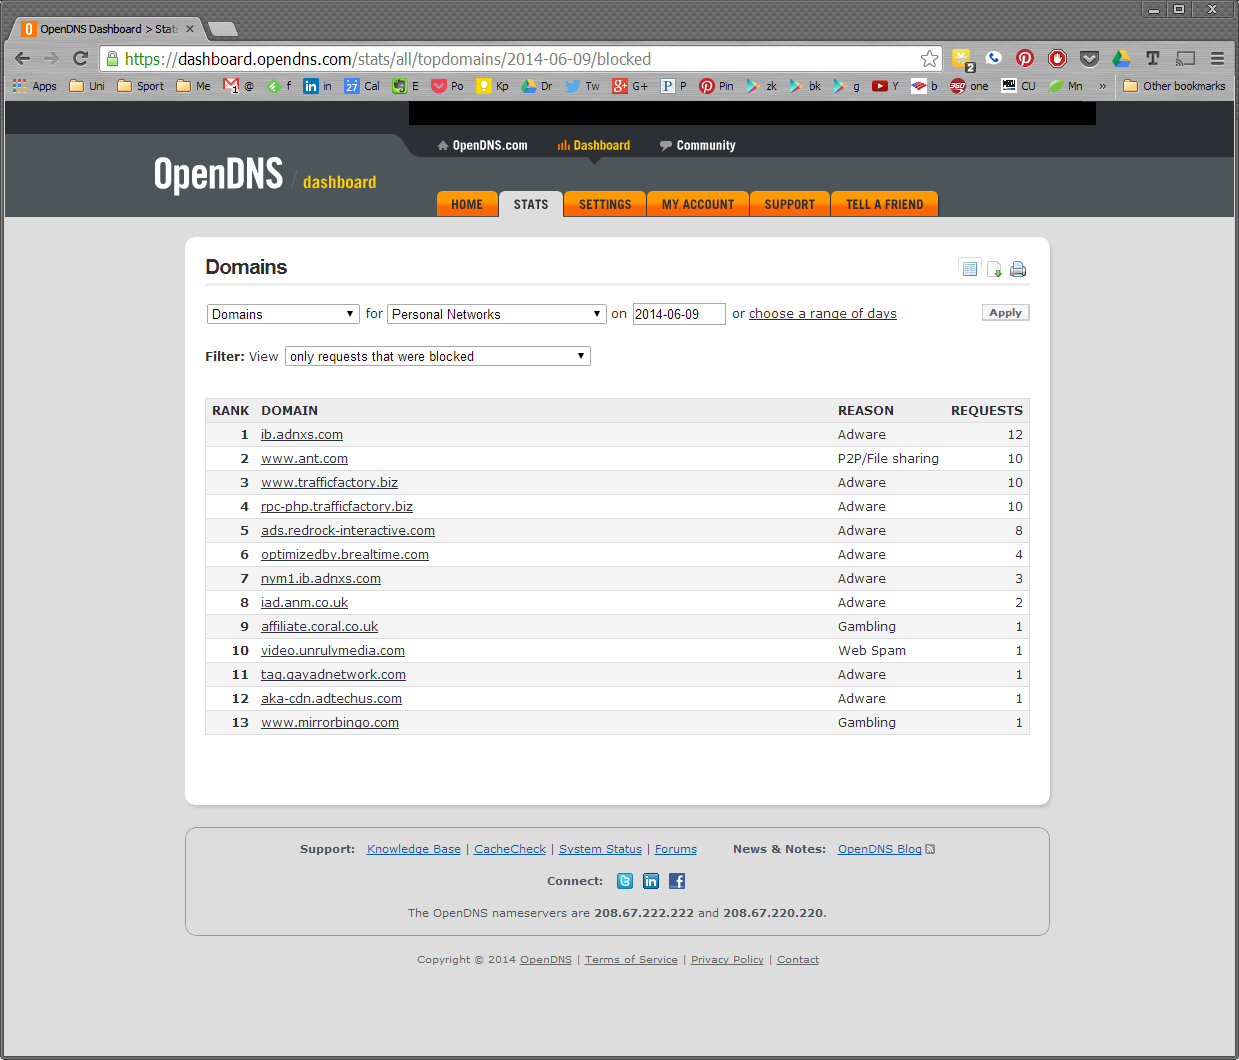 OpenDNS Dashboard > Stats
https://dashboard.opendns.com/stats/all/topdomains/2014-06-09/blocked
2
Apps Uni Sport Me 1 @ f in 27 Cal E Po Kp Dr Tw G+ P Pin zk bk g Y b 360 one CU Mn » Other bookmarks
OpenDNS.com Dashboard Community
OpenDNS / dashboard
HOME STATS SETTINGS MY ACCOUNT SUPPORT TELL A FRIEND
Domains
Domains for Personal Networks on 2014-06-09 or choose a range of days Apply
Filter: View only requests that were blocked
RANK DOMAIN REASON REQUESTS
1 ib.adnxs.com Adware 12
2 www.ant.com P2P/File sharing 10
3 www.trafficfactory.biz Adware 10
4 rpc-php.trafficfactory.biz Adware 10
5 ads.redrock-interactive.com Adware 8
6 optimizedby.brealtime.com Adware 4
7 nym1.ib.adnxs.com Adware 3
8 iad.anm.co.uk Adware 2
9 affiliate.coral.co.uk Gambling 1
10 video.unrulymedia.com Web Spam 1
11 tag.gayadnetwork.com Adware 1
12 aka-cdn.adtechus.com Adware 1
13 www.mirrorbingo.com Gambling 1
Support: Knowledge Base | CacheCheck | System Status | Forums News & Notes: OpenDNS Blog
Connect:
The OpenDNS nameservers are 208.67.222.222 and 208.67.220.220.
Copyright © 2014 OpenDNS | Terms of Service | Privacy Policy | Contact